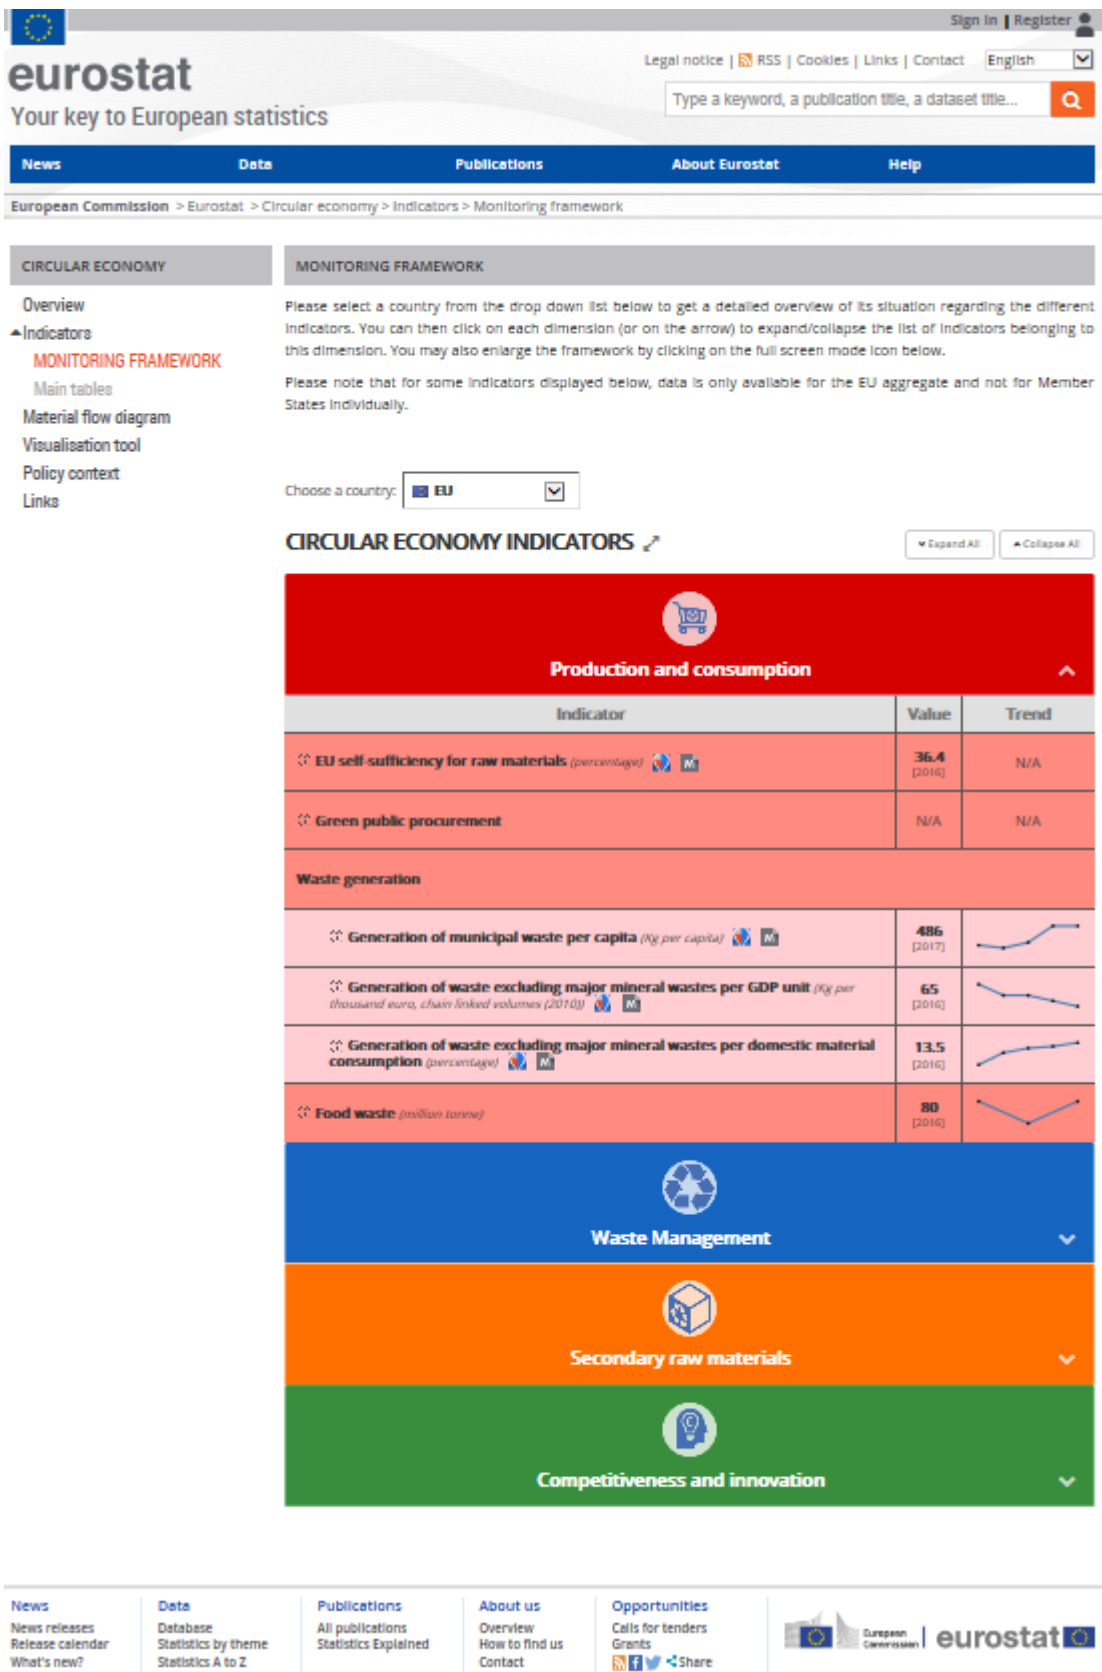 Sign In | Register
Legal notice | RSS | Cookies | Links | Contact English
eurostat
Your key to European statistics
Type a keyword, a publication title, a dataset title...
News Data Publications About Eurostat Help
European Commission > Eurostat > Circular economy > Indicators > Monitoring framework
CIRCULAR ECONOMY
Overview
Indicators
MONITORING FRAMEWORK
Main tables
Material flow diagram
Visualisation tool
Policy context
Links
MONITORING FRAMEWORK
Please select a country from the drop down list below to get a detailed overview of its situation regarding the different
indicators. You can then click on each dimension (or on the arrow) to expand/collapse the list of indicators belonging to
this dimension. You may also enlarge the framework by clicking on the full screen mode icon below.
Please note that for some indicators displayed below, data is only available for the EU aggregate and not for Member
States individually.
Choose a country: EU
CIRCULAR ECONOMY INDICATORS
Expand All Collapse All
Production and consumption
Indicator Value Trend
EU self-sufficiency for raw materials (percentage) M 36.4 N/A
[2016]
Green public procurement N/A N/A
Waste generation
Generation of municipal waste per capita (Kg per capita) M 486
[2017]
Generation of waste excluding major mineral wastes per GDP unit (Kg per
thousand euro, chain linked volumes (2010)) M 65
[2016]
Generation of waste excluding major mineral wastes per domestic material
consumption (percentage) M 13.5
[2016]
Food waste (million tonne) 80
[2016]
Waste Management
Secondary raw materials
Competitiveness and innovation
News
News releases
Release calendar
What's new?
Data
Database
Statistics by theme
Statistics A to Z
Publications
All publications
Statistics Explained
About us
Overview
How to find us
Contact
Opportunities
Calls for tenders
Grants
Share
European
Commission
eurostat